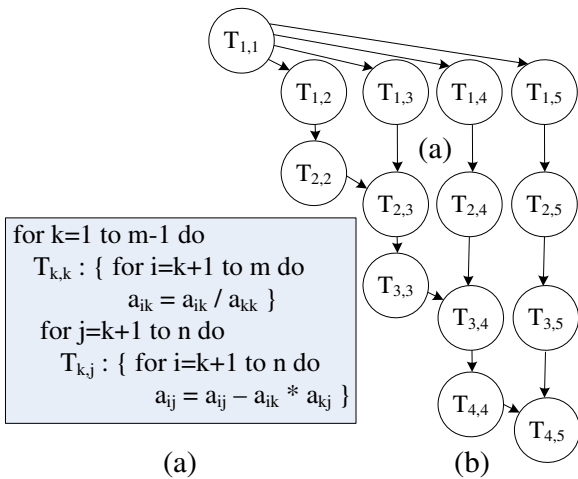 T1,1
T1,2
T1,3
T1,4
T1,5
(a)
T2,2
T2,3
T2,4
T2,5
T3,3
T3,4
T3,5
T4,4
T4,5
for k=1 to m-1 do
Tk,k : { for i=k+1 to m do
aik = aik / akk }
for j=k+1 to n do
Tk,j : { for i=k+1 to n do
aij = aij – aik * akj }
(a)
(b)